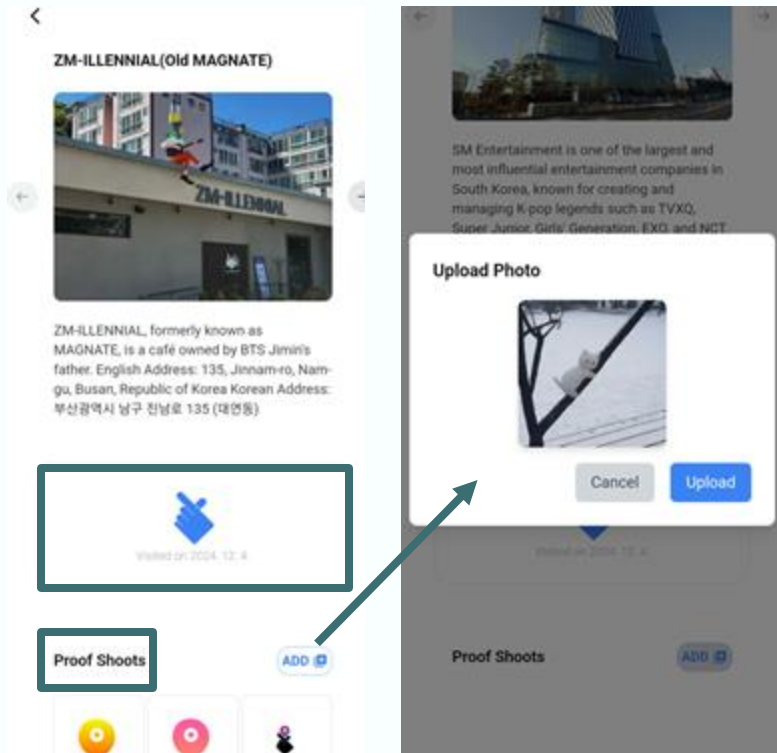 ZM-ILLENNIAL(Old MAGNATE)
ZM-ILLENNIAL
ZM-ILLENNIAL, formerly known as
MAGNATE, is a café owned by BTS Jimin's
father. English Address: 135, Jinnam-ro, Nam-
gu, Busan, Republic of Korea Korean Address:
부산광역시 남구 진남로 135 (대연동)
Visited on 2024. 12. 4.
Proof Shoots
ADD
SM Entertainment is one of the largest and
most influential entertainment companies in
South Korea, known for creating and
managing K-pop legends such as TVXQ,
Super Junior, Girls' Generation, EXO, and NCT.
Upload Photo
Cancel
Upload
Visited on 2024. 12. 4.
Proof Shoots
ADD